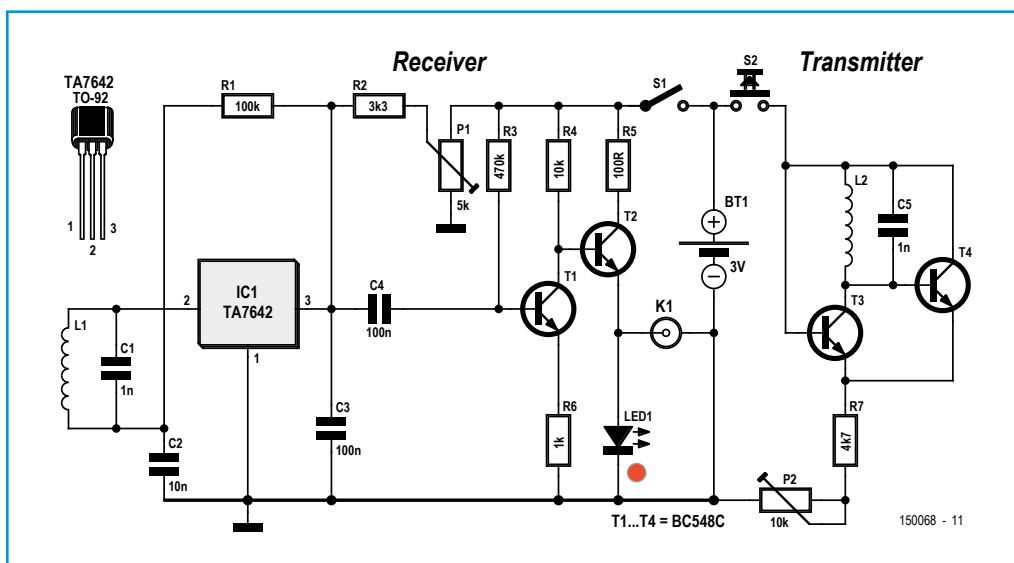 Receiver
Transmitter
TA7642
TO-92
1
2
3
R1
100k
R2
3k3
P1
5k
R3
470k
R4
10k
R5
100R
S1
S2
T2
BT1
+
−
3V
L2
C5
1n
T4
T3
T1
IC1
TA7642
2
3
1
C4
100n
K1
L1
C1
1n
C2
10n
C3
100n
R6
1k
LED1
R7
4k7
P2
10k
T1...T4 = BC548C
150068 - 11